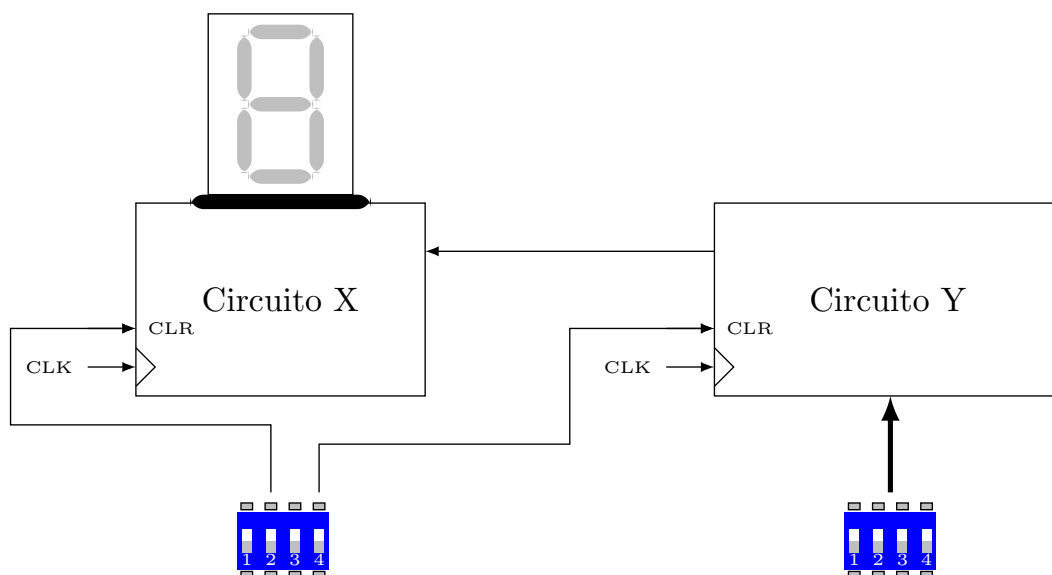 Circuito X
Circuito Y
CLR
CLR
CLK
CLK
1 2 3 4
1 2 3 4